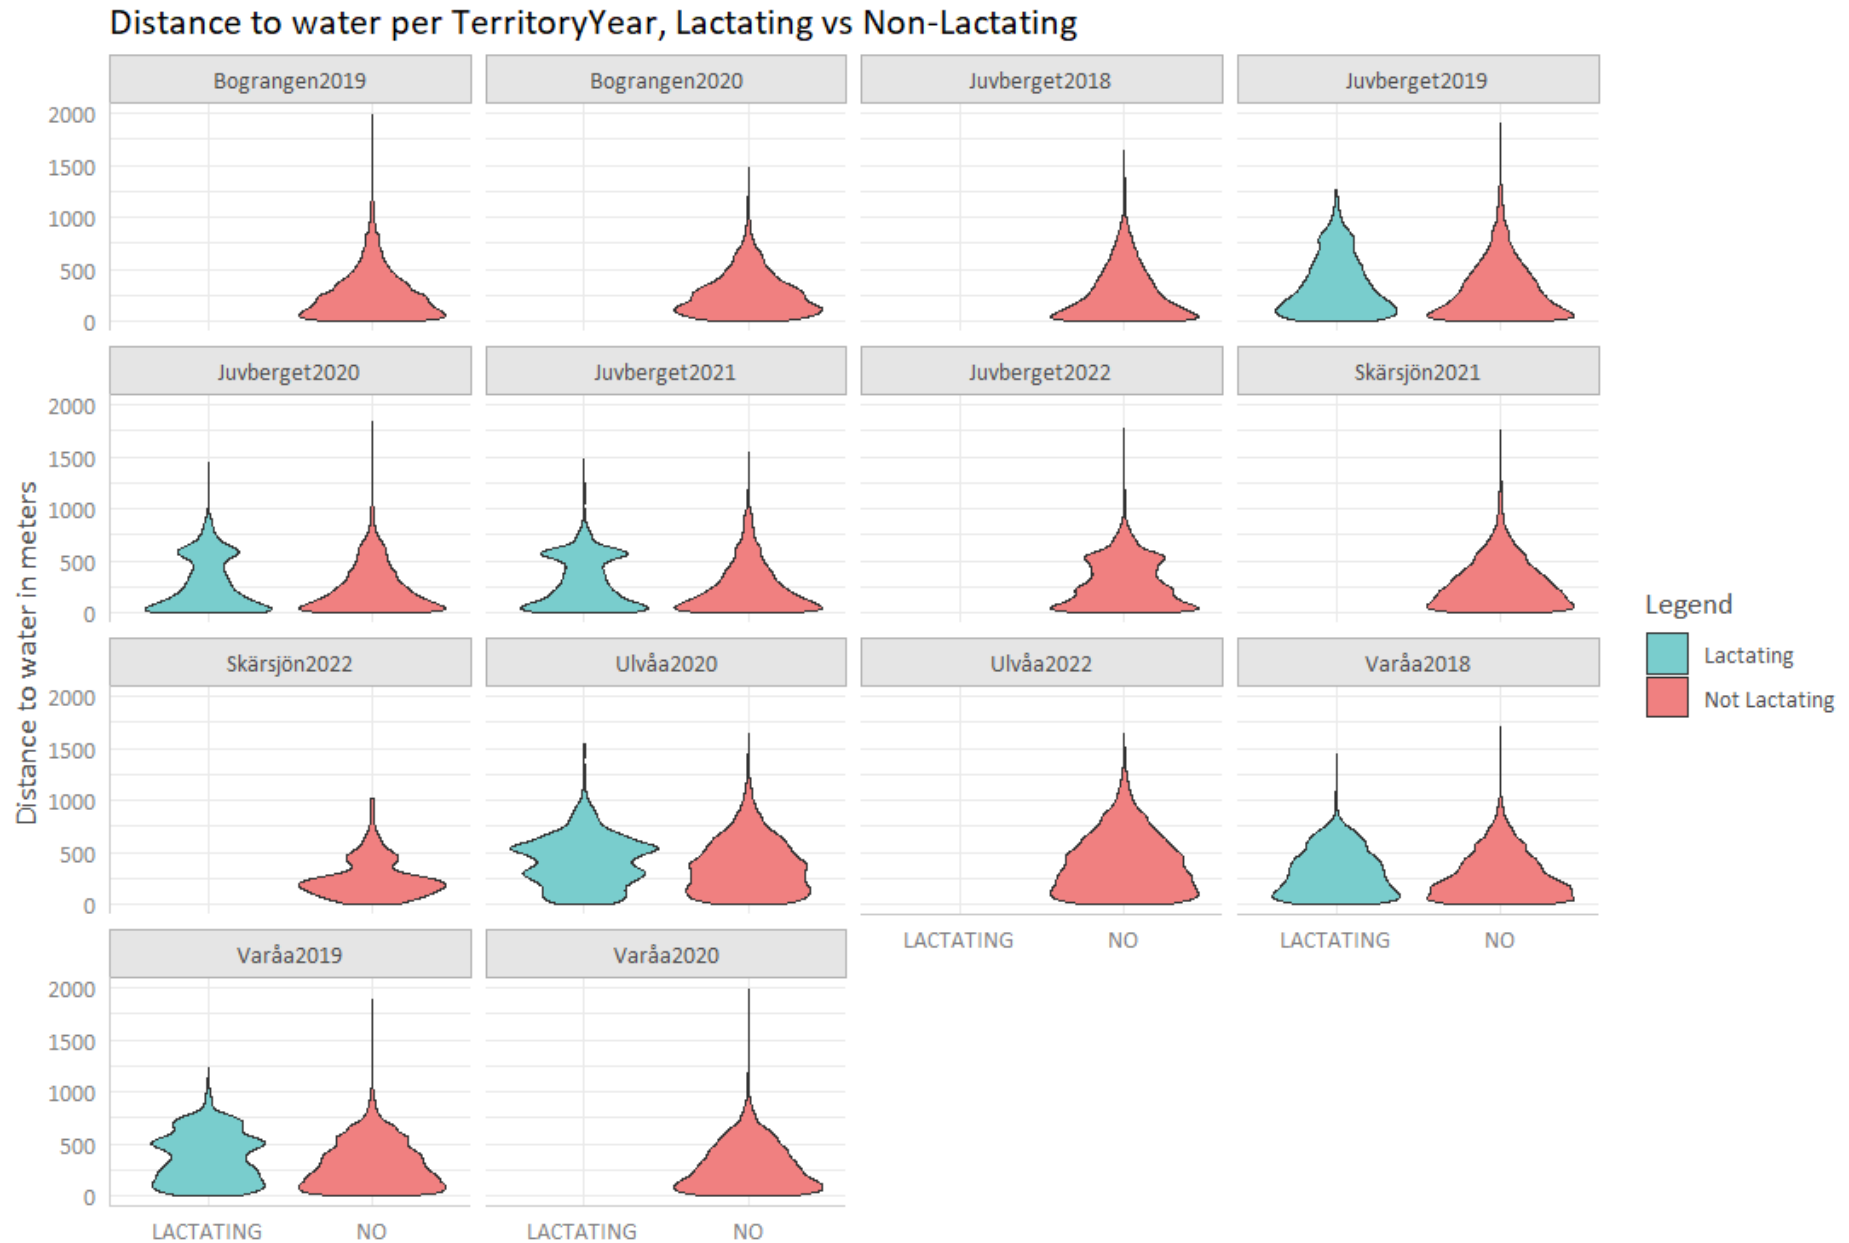 Distance to water per TerritoryYear, Lactating vs Non-Lactating
Bograngen2019 Bograngen2020 Juvberget2018 Juvberget2019
2000
1500
1000
500
0
Juvberget2020 Juvberget2021 Juvberget2022 Skärsjön2021
2000
1500
1000
500
0
Distance to water in meters
Skärsjön2022 Ulvåa2020 Ulvåa2022 Varåa2018
2000
1500
1000
500
0
LACTATING NO LACTATING NO
Varåa2019 Varåa2020
2000
1500
1000
500
0
LACTATING NO LACTATING NO
Legend
Lactating
Not Lactating